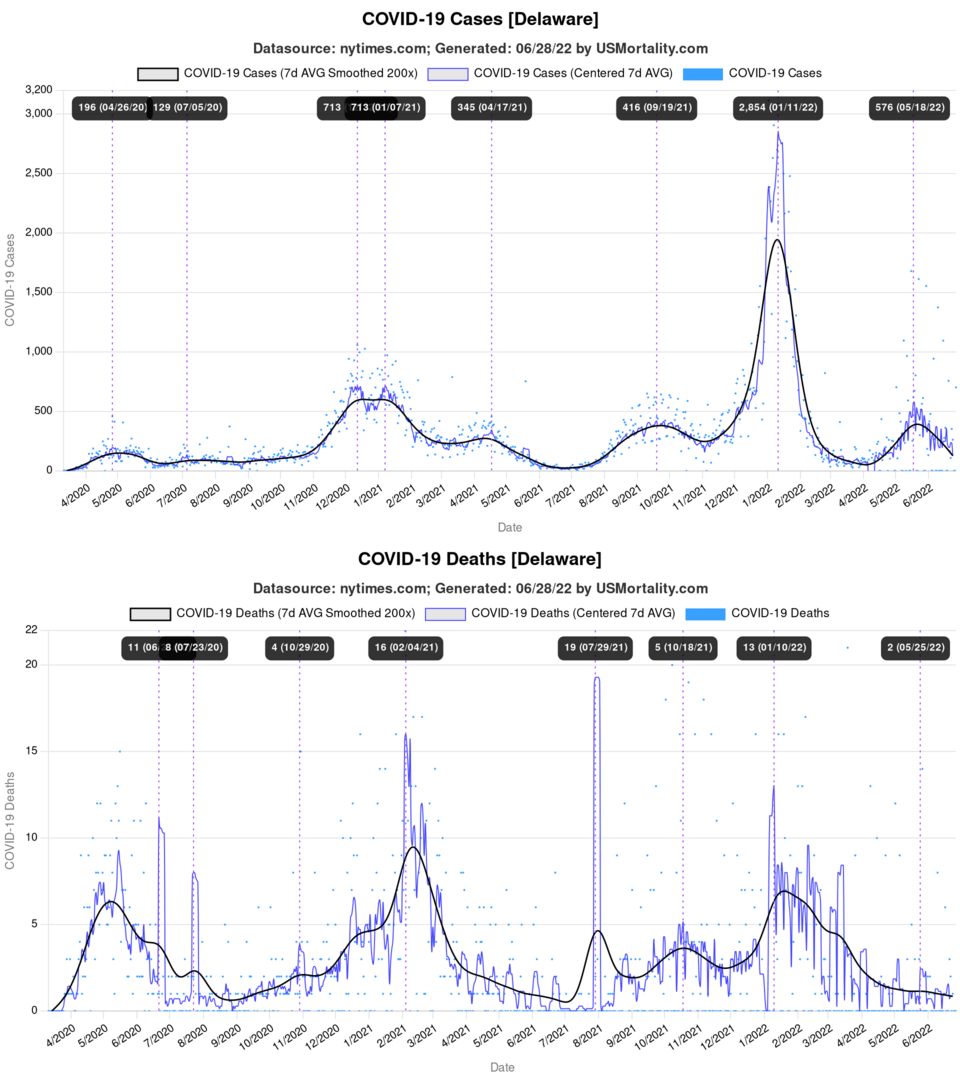 COVID-19 Cases [Delaware]
Datasource: nytimes.com; Generated: 06/28/22 by USMortality.com
COVID-19 Cases (7d AVG Smoothed 200x) COVID-19 Cases (Centered 7d AVG) COVID-19 Cases
3,200
196 (04/26/20) 129 (07/05/20) 713 713 (01/07/21) 345 (04/17/21) 416 (09/19/21) 2,854 (01/11/22) 576 (05/18/22)
3,000
2,500
2,000
1,500
1,000
500
0
COVID-19 Cases
4/2020 5/2020 6/2020 7/2020 8/2020 9/2020 10/2020 11/2020 12/2020 1/2021 2/2021 3/2021 4/2021 5/2021 6/2021 7/2021 8/2021 9/2021 10/2021 11/2021 12/2021 1/2022 2/2022 3/2022 4/2022 5/2022 6/2022
Date
COVID-19 Deaths [Delaware]
Datasource: nytimes.com; Generated: 06/28/22 by USMortality.com
COVID-19 Deaths (7d AVG Smoothed 200x) COVID-19 Deaths (Centered 7d AVG) COVID-19 Deaths
22
11 (06 8 (07/23/20) 4 (10/29/20) 16 (02/04/21) 19 (07/29/21) 5 (10/18/21) 13 (01/10/22) 2 (05/25/22)
20
15
10
5
0
COVID-19 Deaths
4/2020 5/2020 6/2020 7/2020 8/2020 9/2020 10/2020 11/2020 12/2020 1/2021 2/2021 3/2021 4/2021 5/2021 6/2021 7/2021 8/2021 9/2021 10/2021 11/2021 12/2021 1/2022 2/2022 3/2022 4/2022 5/2022 6/2022
Date